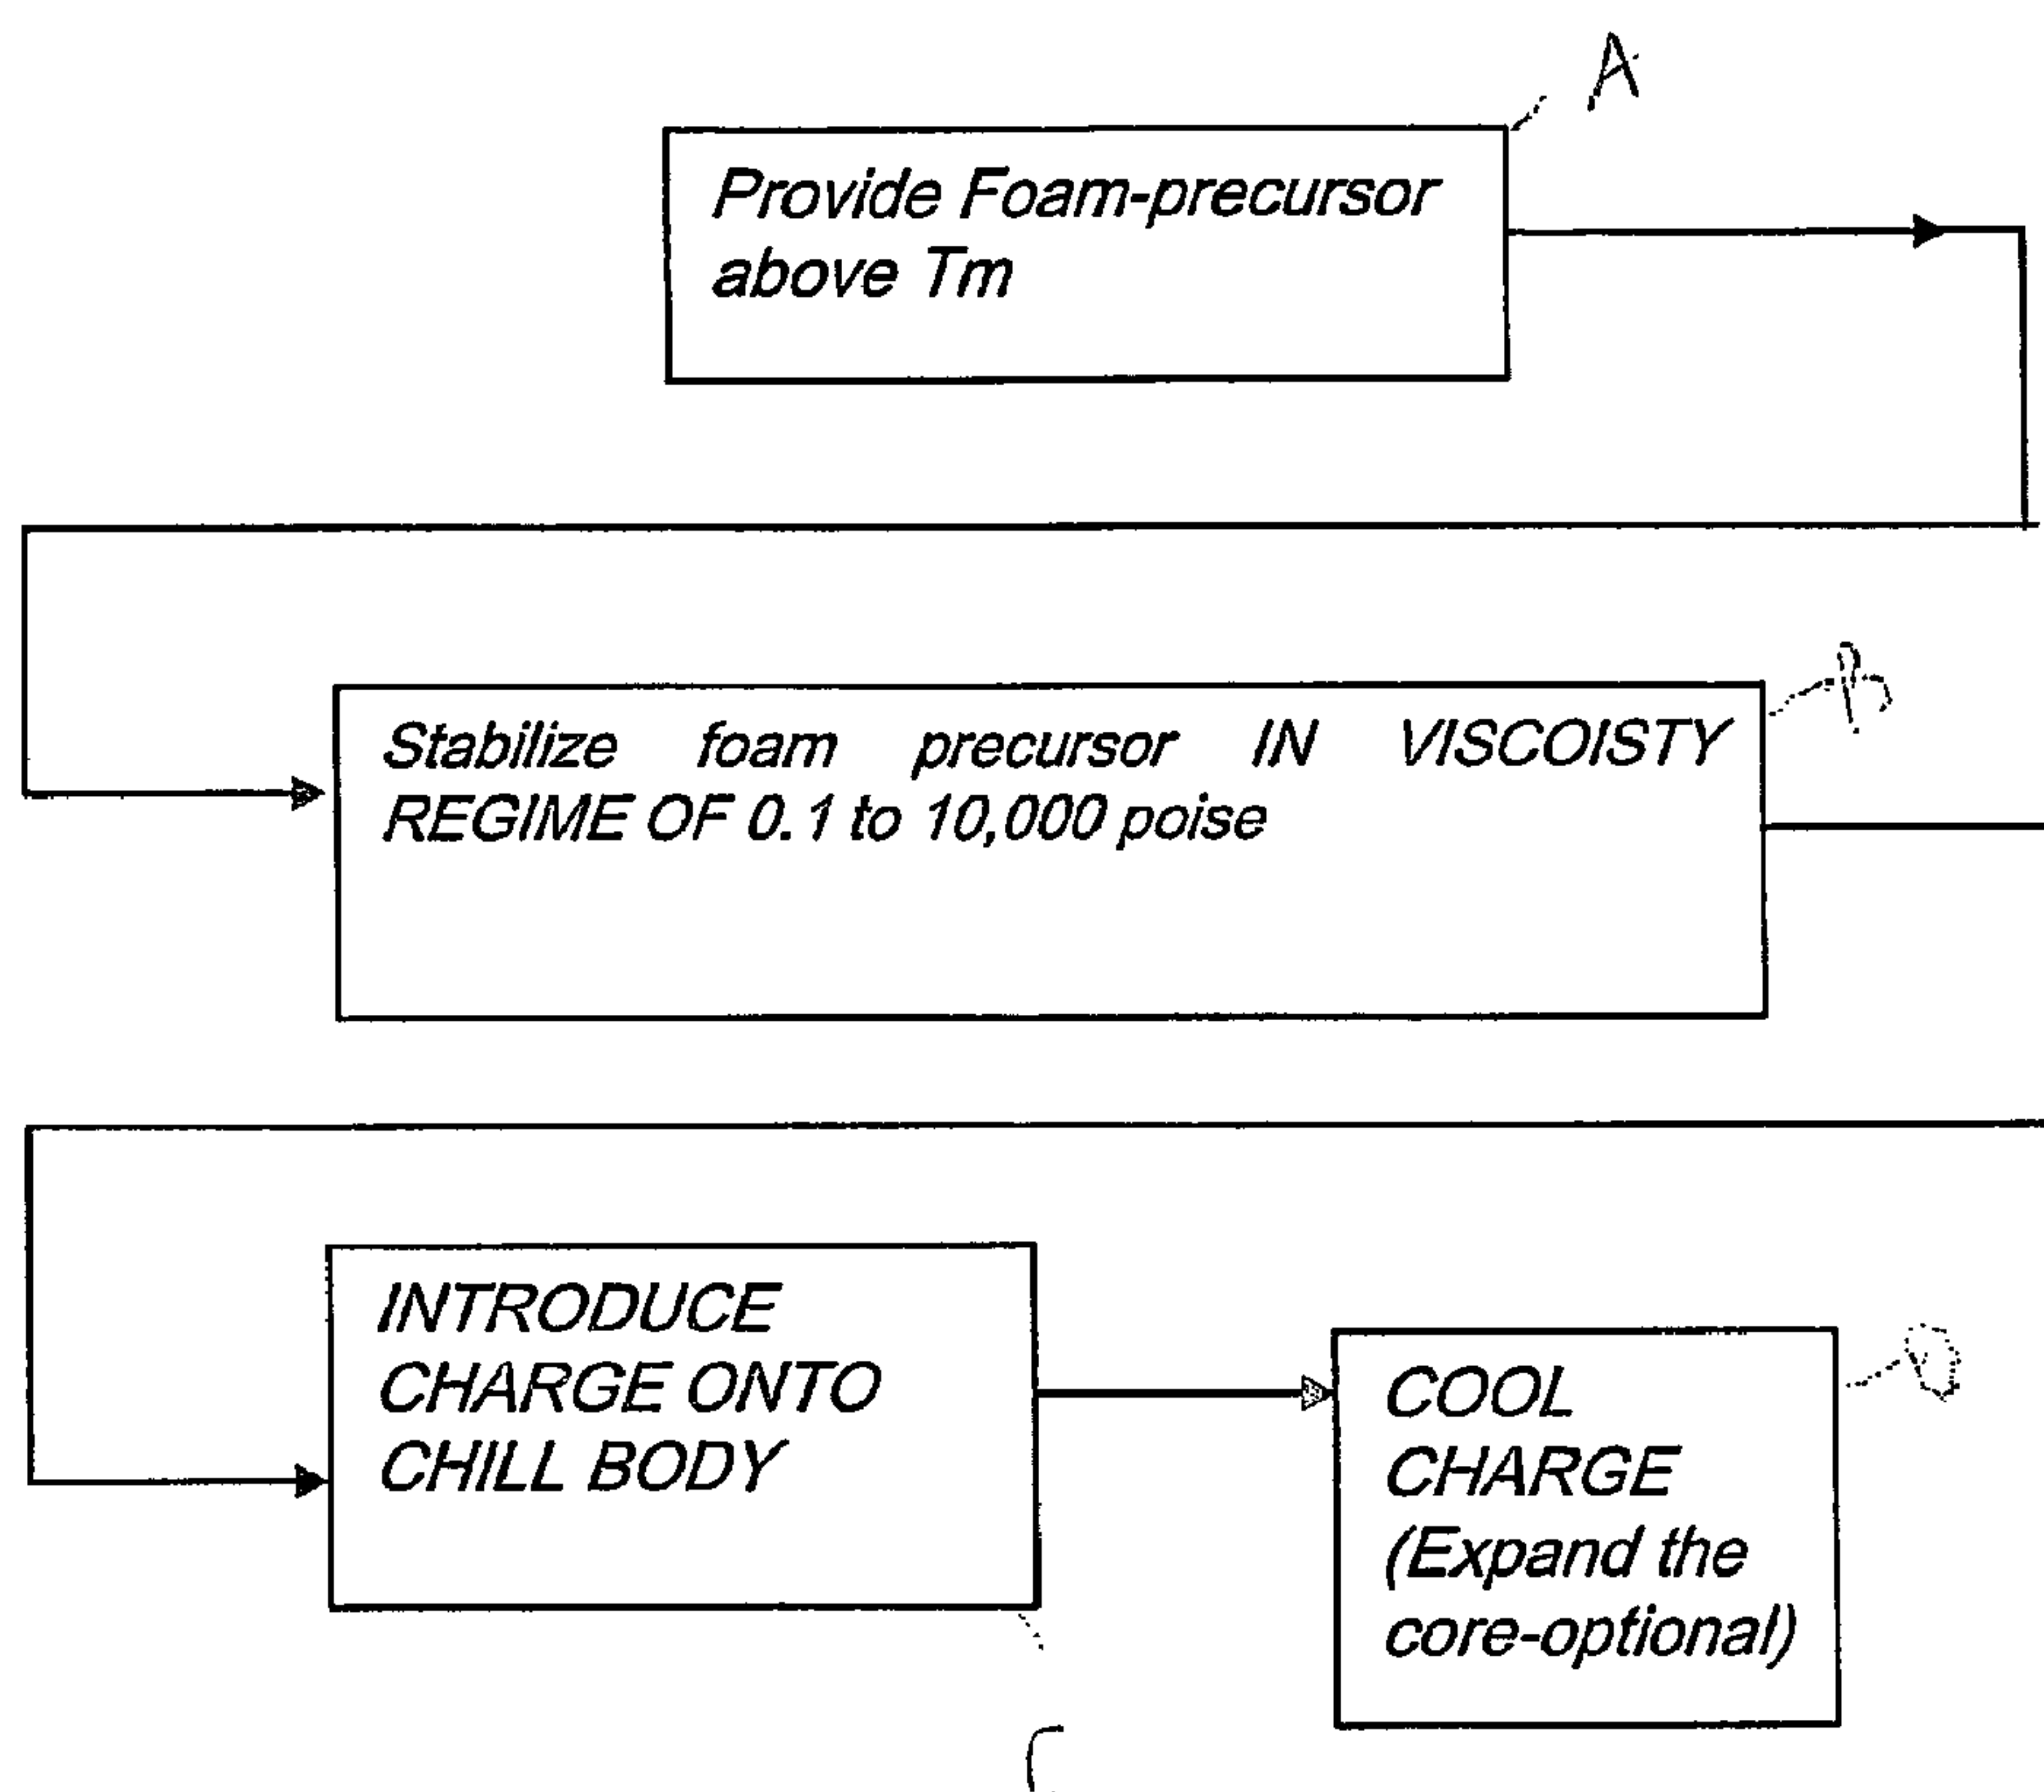 A
Provide Foam-precursor
above Tm
Stabilize foam precursor IN VISCOISTY
REGIME OF 0.1 to 10,000 poise
INTRODUCE
CHARGE ONTO
CHILL BODY
COOL
CHARGE
(Expand the
core-optional)
D
C